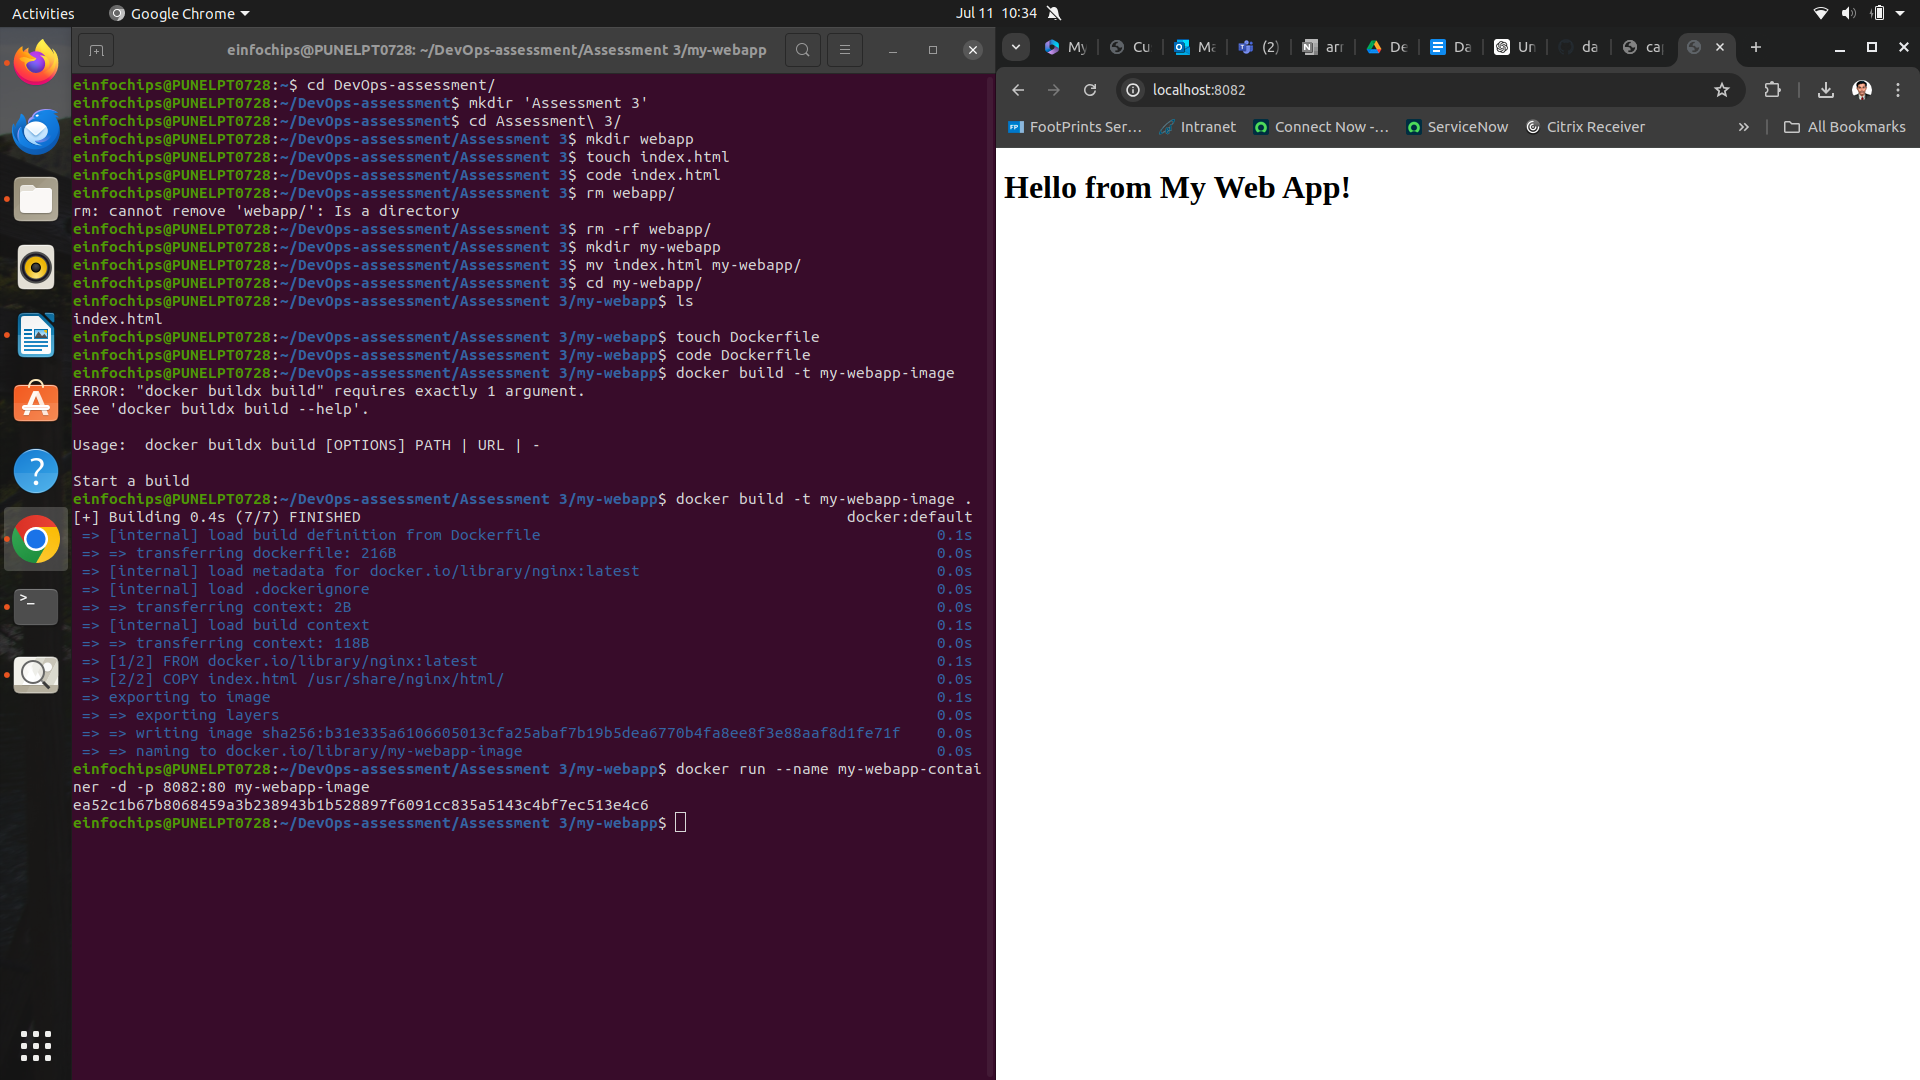 Activities
Google Chrome
Jul 11 10:34
einfochips@PUNELPT0728: ~/DevOps-assessment/Assessment 3/my-webapp
einfochips@PUNELPT0728:~$ cd DevOps-assessment/
einfochips@PUNELPT0728:~/DevOps-assessment$ mkdir 'Assessment 3'
einfochips@PUNELPT0728:~/DevOps-assessment$ cd Assessment\ 3/
einfochips@PUNELPT0728:~/DevOps-assessment/Assessment 3$ mkdir webapp
einfochips@PUNELPT0728:~/DevOps-assessment/Assessment 3$ touch index.html
einfochips@PUNELPT0728:~/DevOps-assessment/Assessment 3$ code index.html
einfochips@PUNELPT0728:~/DevOps-assessment/Assessment 3$ rm webapp/
rm: cannot remove 'webapp/': Is a directory
einfochips@PUNELPT0728:~/DevOps-assessment/Assessment 3$ rm -rf webapp/
einfochips@PUNELPT0728:~/DevOps-assessment/Assessment 3$ mkdir my-webapp
einfochips@PUNELPT0728:~/DevOps-assessment/Assessment 3$ mv index.html my-webapp/
einfochips@PUNELPT0728:~/DevOps-assessment/Assessment 3$ cd my-webapp/
einfochips@PUNELPT0728:~/DevOps-assessment/Assessment 3/my-webapp$ ls
index.html
einfochips@PUNELPT0728:~/DevOps-assessment/Assessment 3/my-webapp$ touch Dockerfile
einfochips@PUNELPT0728:~/DevOps-assessment/Assessment 3/my-webapp$ code Dockerfile
einfochips@PUNELPT0728:~/DevOps-assessment/Assessment 3/my-webapp$ docker build -t my-webapp-image
ERROR: "docker buildx build" requires exactly 1 argument.
See 'docker buildx build --help'.
Usage:  docker buildx build [OPTIONS] PATH | URL | -
Start a build
einfochips@PUNELPT0728:~/DevOps-assessment/Assessment 3/my-webapp$ docker build -t my-webapp-image .
[+] Building 0.4s (7/7) FINISHED docker:default
=> [internal] load build definition from Dockerfile 0.1s
=> => transferring dockerfile: 216B 0.0s
=> [internal] load metadata for docker.io/library/nginx:latest 0.0s
=> [internal] load .dockerignore 0.0s
=> => transferring context: 2B 0.0s
=> [internal] load build context 0.1s
=> => transferring context: 118B 0.0s
=> [1/2] FROM docker.io/library/nginx:latest 0.1s
=> [2/2] COPY index.html /usr/share/nginx/html/ 0.0s
=> exporting to image 0.1s
=> => exporting layers 0.0s
=> => writing image sha256:b31e335a6106605013cfa25abaf7b19b5dea6770b4fa8ee8f3e88aaf8d1fe71f 0.0s
=> => naming to docker.io/library/my-webapp-image 0.0s
einfochips@PUNELPT0728:~/DevOps-assessment/Assessment 3/my-webapp$ docker run --name my-webapp-contai
ner -d -p 8082:80 my-webapp-image
ea52c1b67b8068459a3b238943b1b528897f6091cc835a5143c4bf7ec513e4c6
einfochips@PUNELPT0728:~/DevOps-assessment/Assessment 3/my-webapp$
My Cu Ma (2) arr De Da Un da ca
localhost:8082
FootPrints Ser... Intranet Connect Now -... ServiceNow Citrix Receiver » All Bookmarks
Hello from My Web App!